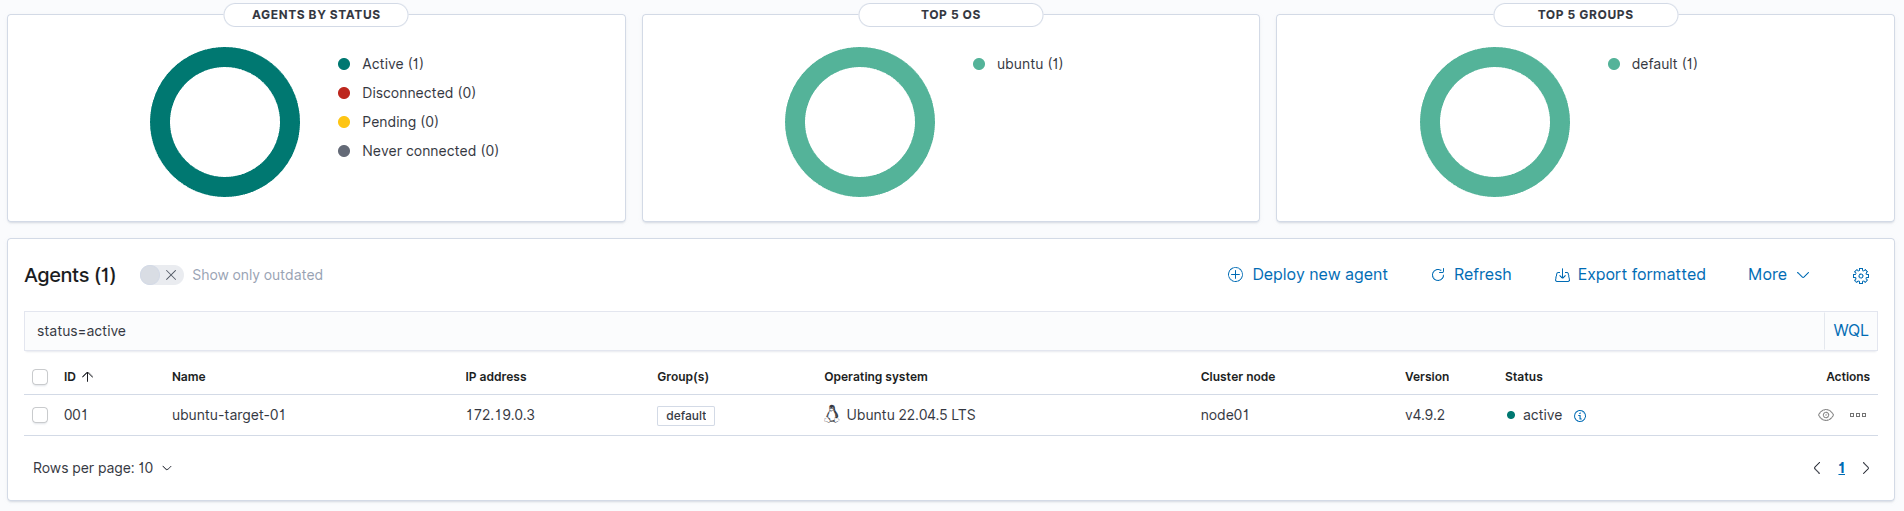 AGENTS BY STATUS
Active (1)
Disconnected (0)
Pending (0)
Never connected (0)
TOP 5 OS
ubuntu (1)
TOP 5 GROUPS
default (1)
Agents (1) Show only outdated Deploy new agent Refresh Export formatted More
status=active WQL
ID Name IP address Group(s) Operating system Cluster node Version Status Actions
001 ubuntu-target-01 172.19.0.3 default Ubuntu 22.04.5 LTS node01 v4.9.2 active
Rows per page: 10 1